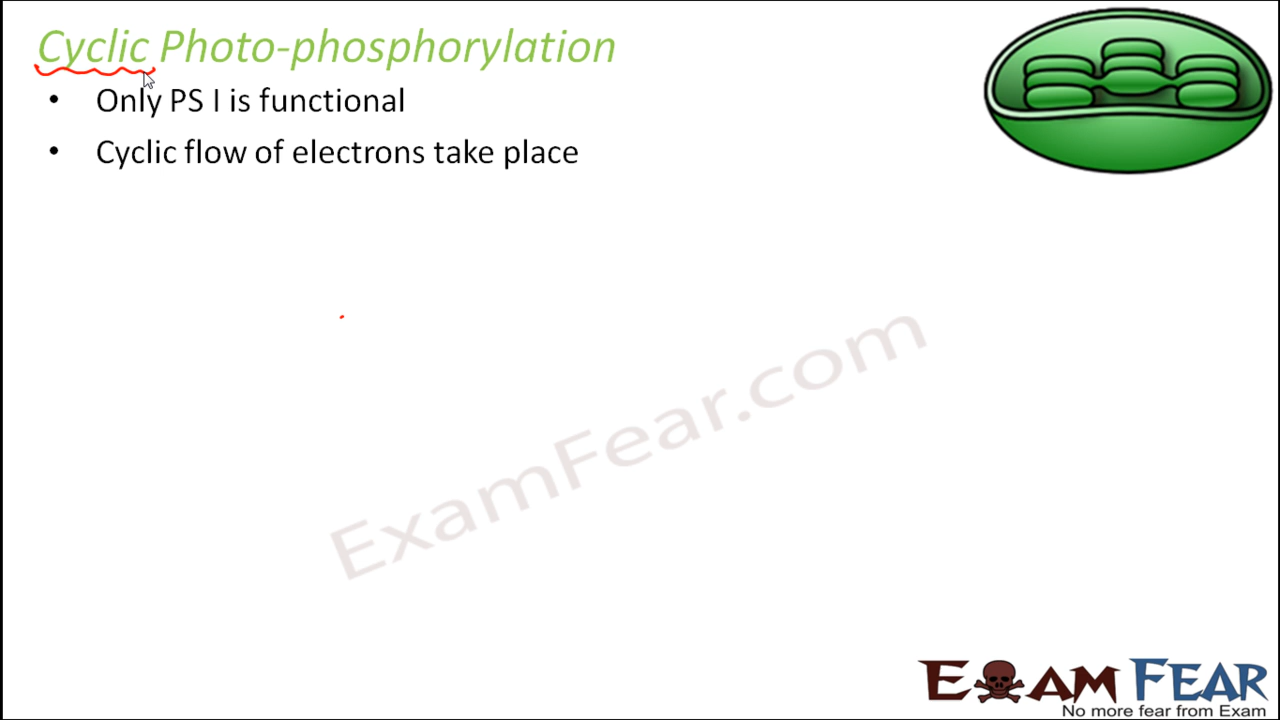 Cyclic Photo-phosphorylation
• Only PS I is functional
• Cyclic flow of electrons take place
ExamFear.com
EXAM FEAR
No more fear from Exam